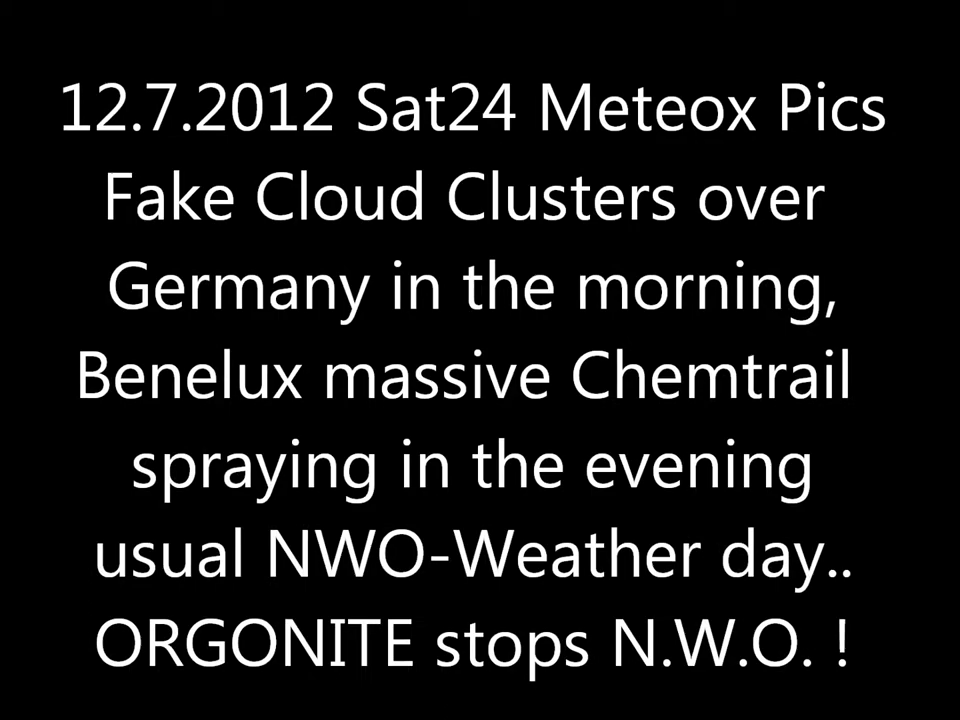 12.7.2012 Sat24 Meteox Pics
Fake Cloud Clusters over
Germany in the morning,
Benelux massive Chemtrail
spraying in the evening
usual NWO-Weather day..
ORGONITE stops N.W.O. !